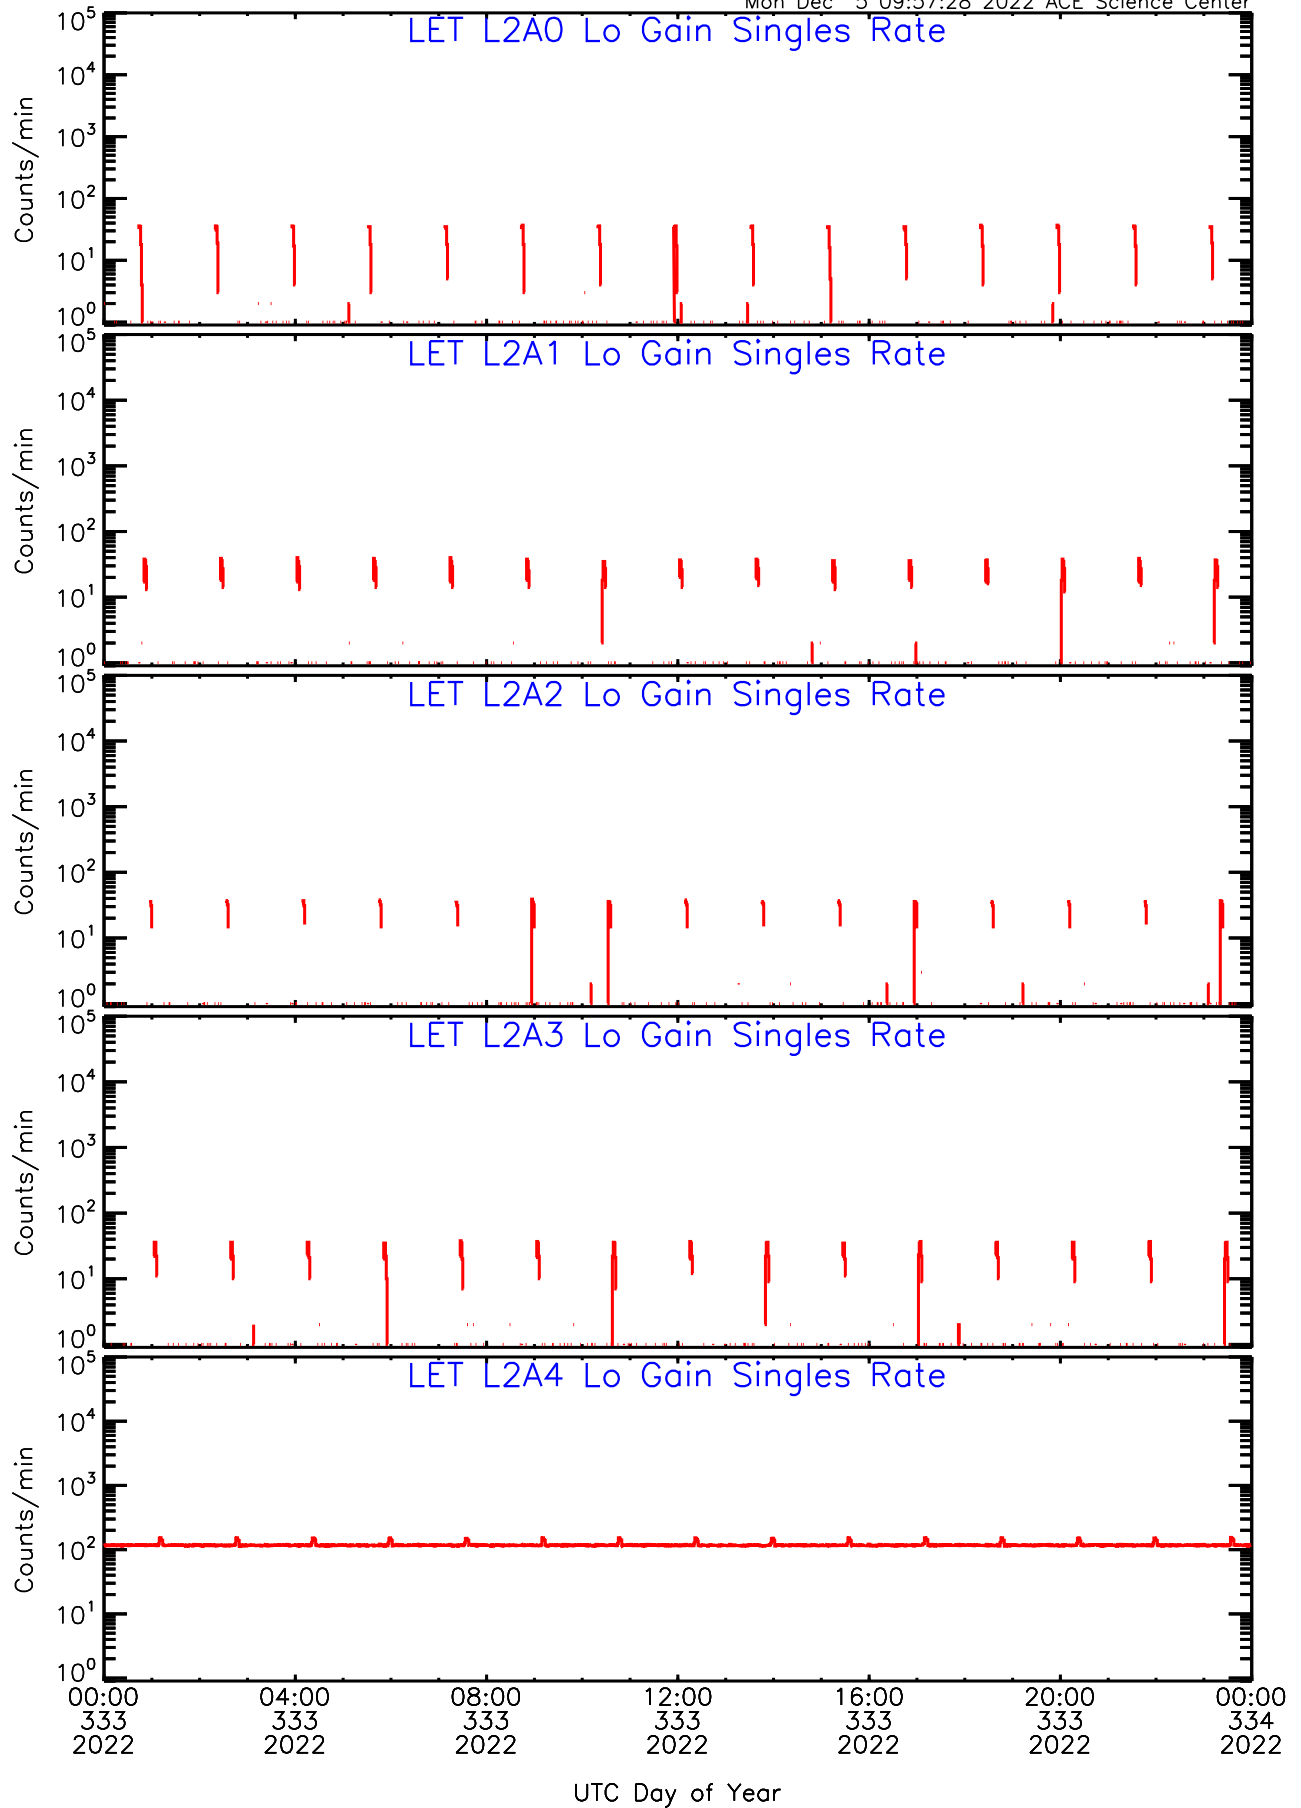 Mon Dec  5 09:57:28 2022 ACE Science Center
LET L2A0 Lo Gain Singles Rate
10^5
10^4
10^3
10^2
10^1
10^0
Counts/min
LET L2A1 Lo Gain Singles Rate
10^5
10^4
10^3
10^2
10^1
10^0
Counts/min
LET L2A2 Lo Gain Singles Rate
10^5
10^4
10^3
10^2
10^1
10^0
Counts/min
LET L2A3 Lo Gain Singles Rate
10^5
10^4
10^3
10^2
10^1
10^0
Counts/min
LET L2A4 Lo Gain Singles Rate
10^5
10^4
10^3
10^2
10^1
10^0
Counts/min
00:00 04:00 08:00 12:00 16:00 20:00 00:00
333 333 333 333 333 333 334
2022 2022 2022 2022 2022 2022 2022
UTC Day of Year